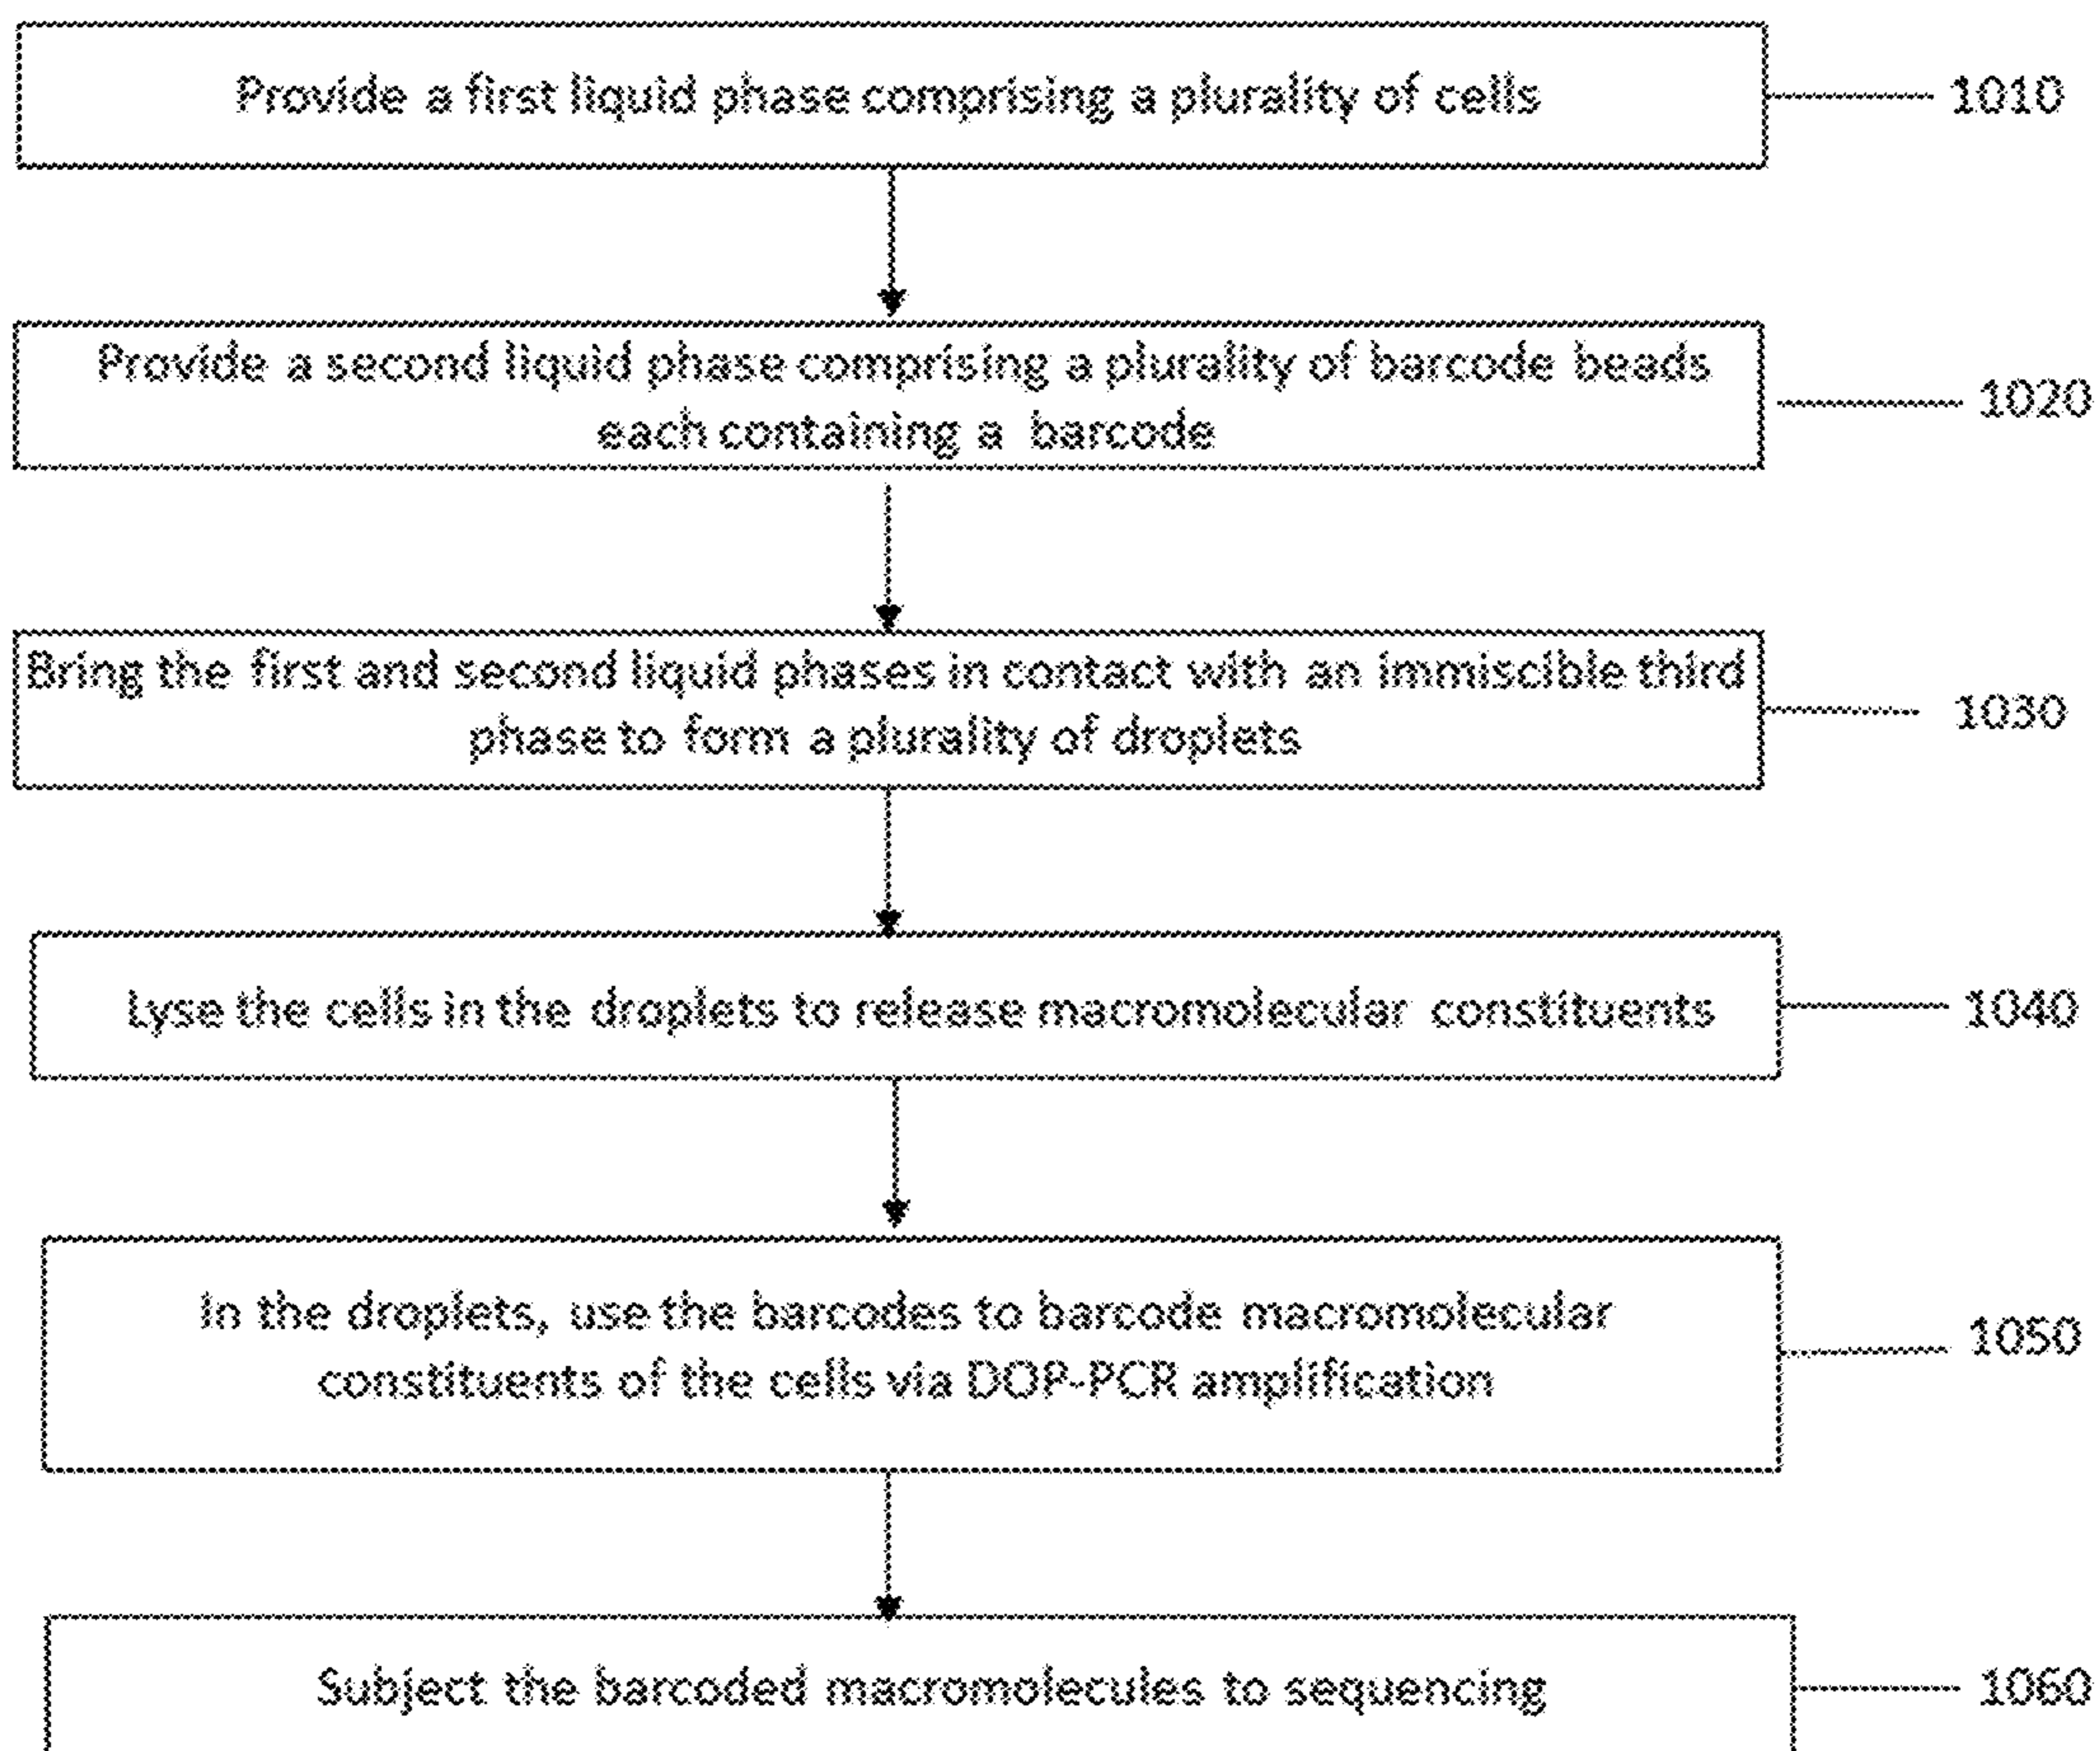 Provide a first liquid phase comprising a plurality of cells
1010
Provide a second liquid phase comprising a plurality of barcode beads
each containing a barcode
1020
Bring the first and second liquid phases in contact with an immiscible third
phase to form a plurality of droplets
1030
Lyse the cells in the droplets to release macromolecular constituents
1040
In the droplets, use the barcodes to barcode macromolecular
constituents of the cells via DOP-PCR amplification
1050
Subject the barcoded macromolecules to sequencing
1060